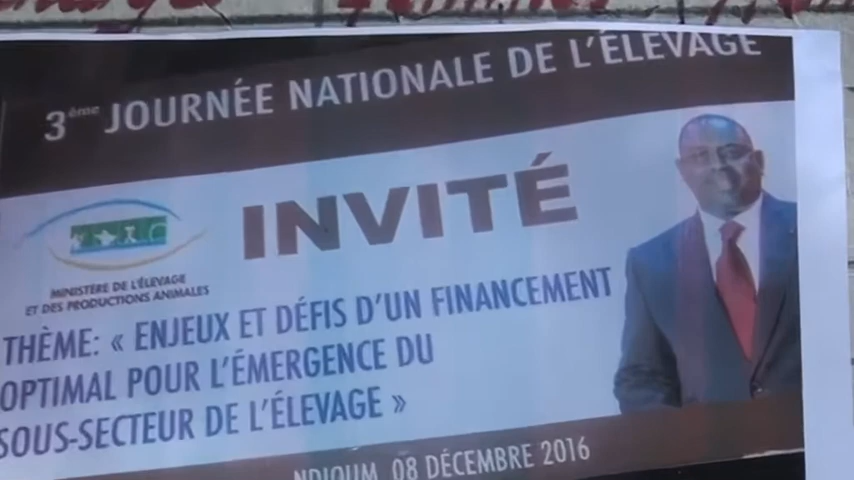 3ème JOURNÉE NATIONALE DE L'ÉLEVAGE
INVITÉ
MINISTÈRE DE L'ÉLEVAGE
ET DES PRODUCTIONS ANIMALES
THÈME: « ENJEUX ET DÉFIS D'UN FINANCEMENT
OPTIMAL POUR L'ÉMERGENCE DU
SOUS-SECTEUR DE L'ÉLEVAGE »
NDIOUM, 08 DÉCEMBRE 2016